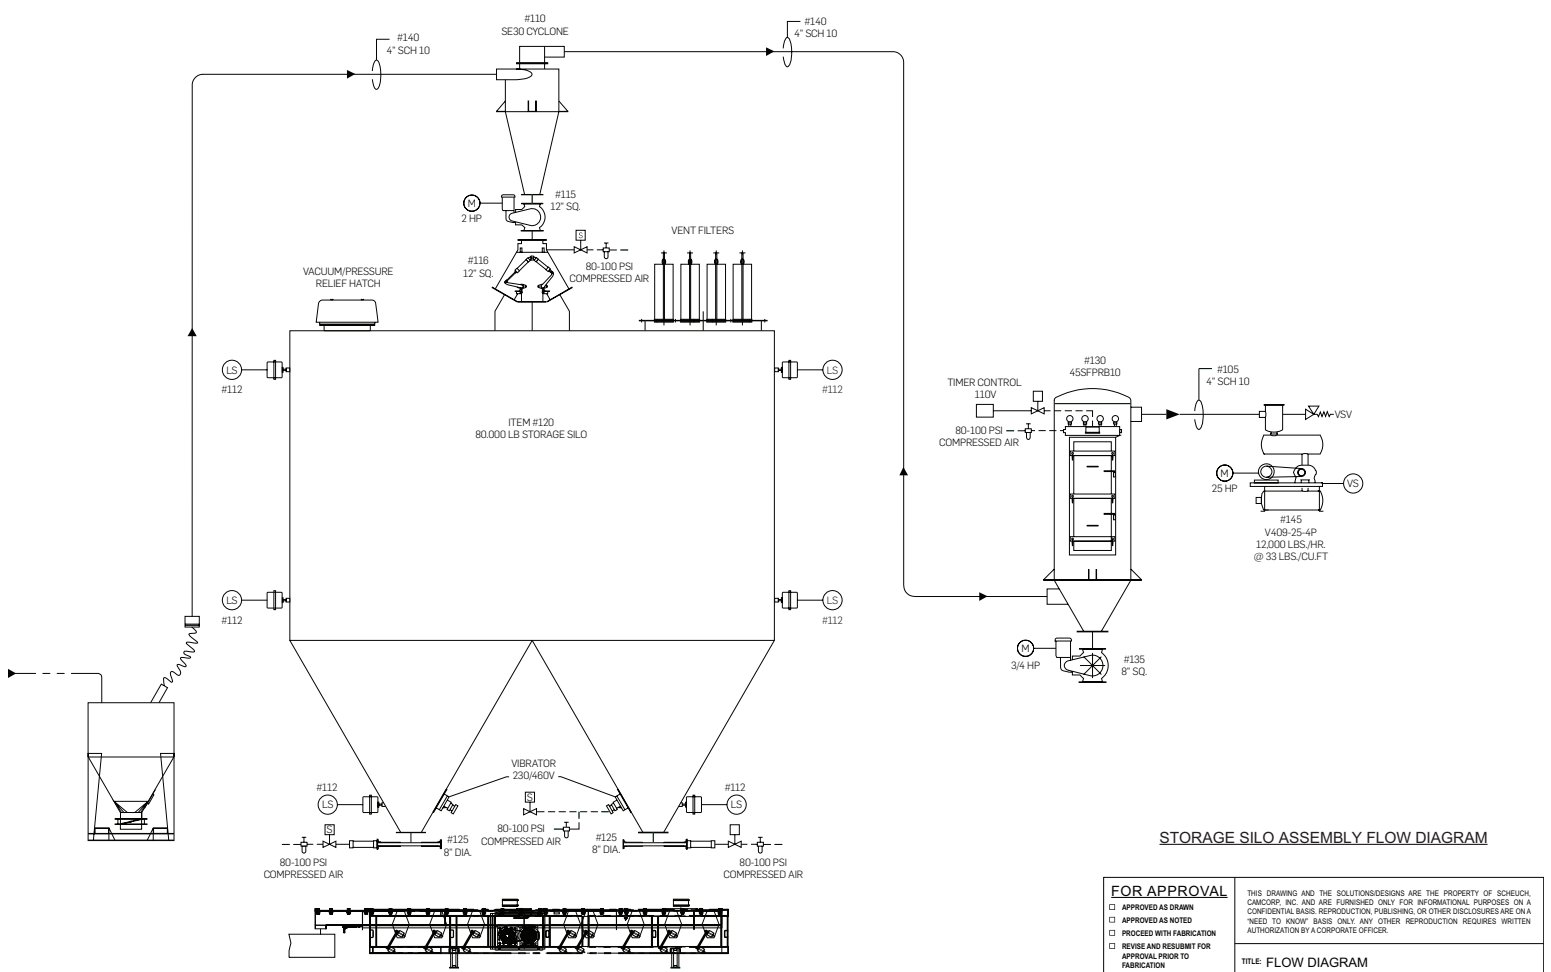 #110
SE30 CYCLONE
#140
4" SCH 10
#140
4" SCH 10
#115
12" SQ.
M
2 HP
S
#116
12" SQ.
80-100 PSI
COMPRESSED AIR
VENT FILTERS
VACUUM/PRESSURE
RELIEF HATCH
LS
#112
LS
#112
ITEM #120
80.000 LB STORAGE SILO
#130
45SFPRB10
TIMER CONTROL
110V
80-100 PSI
COMPRESSED AIR
#105
4" SCH 10
VSV
M
25 HP
VS
#145
V409-25-4P
12,000 LBS./HR.
@ 33 LBS./CU.FT
LS
#112
LS
#112
M
3/4 HP
#135
8" SQ.
VIBRATOR
230/460V
#112
LS
S
#112
LS
S
80-100 PSI
COMPRESSED AIR
#125
8" DIA.
#125
8" DIA.
80-100 PSI
COMPRESSED AIR
80-100 PSI
COMPRESSED AIR
STORAGE SILO ASSEMBLY FLOW DIAGRAM
FOR APPROVAL
APPROVED AS DRAWN
APPROVED AS NOTED
PROCEED WITH FABRICATION
REVISE AND RESUBMIT FOR
APPROVAL PRIOR TO
FABRICATION
THIS DRAWING AND THE SOLUTIONS/DESIGNS ARE THE PROPERTY OF SCHEUCH,
CAMCORP, INC. AND ARE FURNISHED ONLY FOR INFORMATIONAL PURPOSES ON A
CONFIDENTIAL BASIS. REPRODUCTION, PUBLISHING, OR OTHER DISCLOSURES ARE ON A
"NEED TO KNOW" BASIS ONLY. ANY OTHER REPRODUCTION REQUIRES WRITTEN
AUTHORIZATION BY A CORPORATE OFFICER.
TITLE: FLOW DIAGRAM